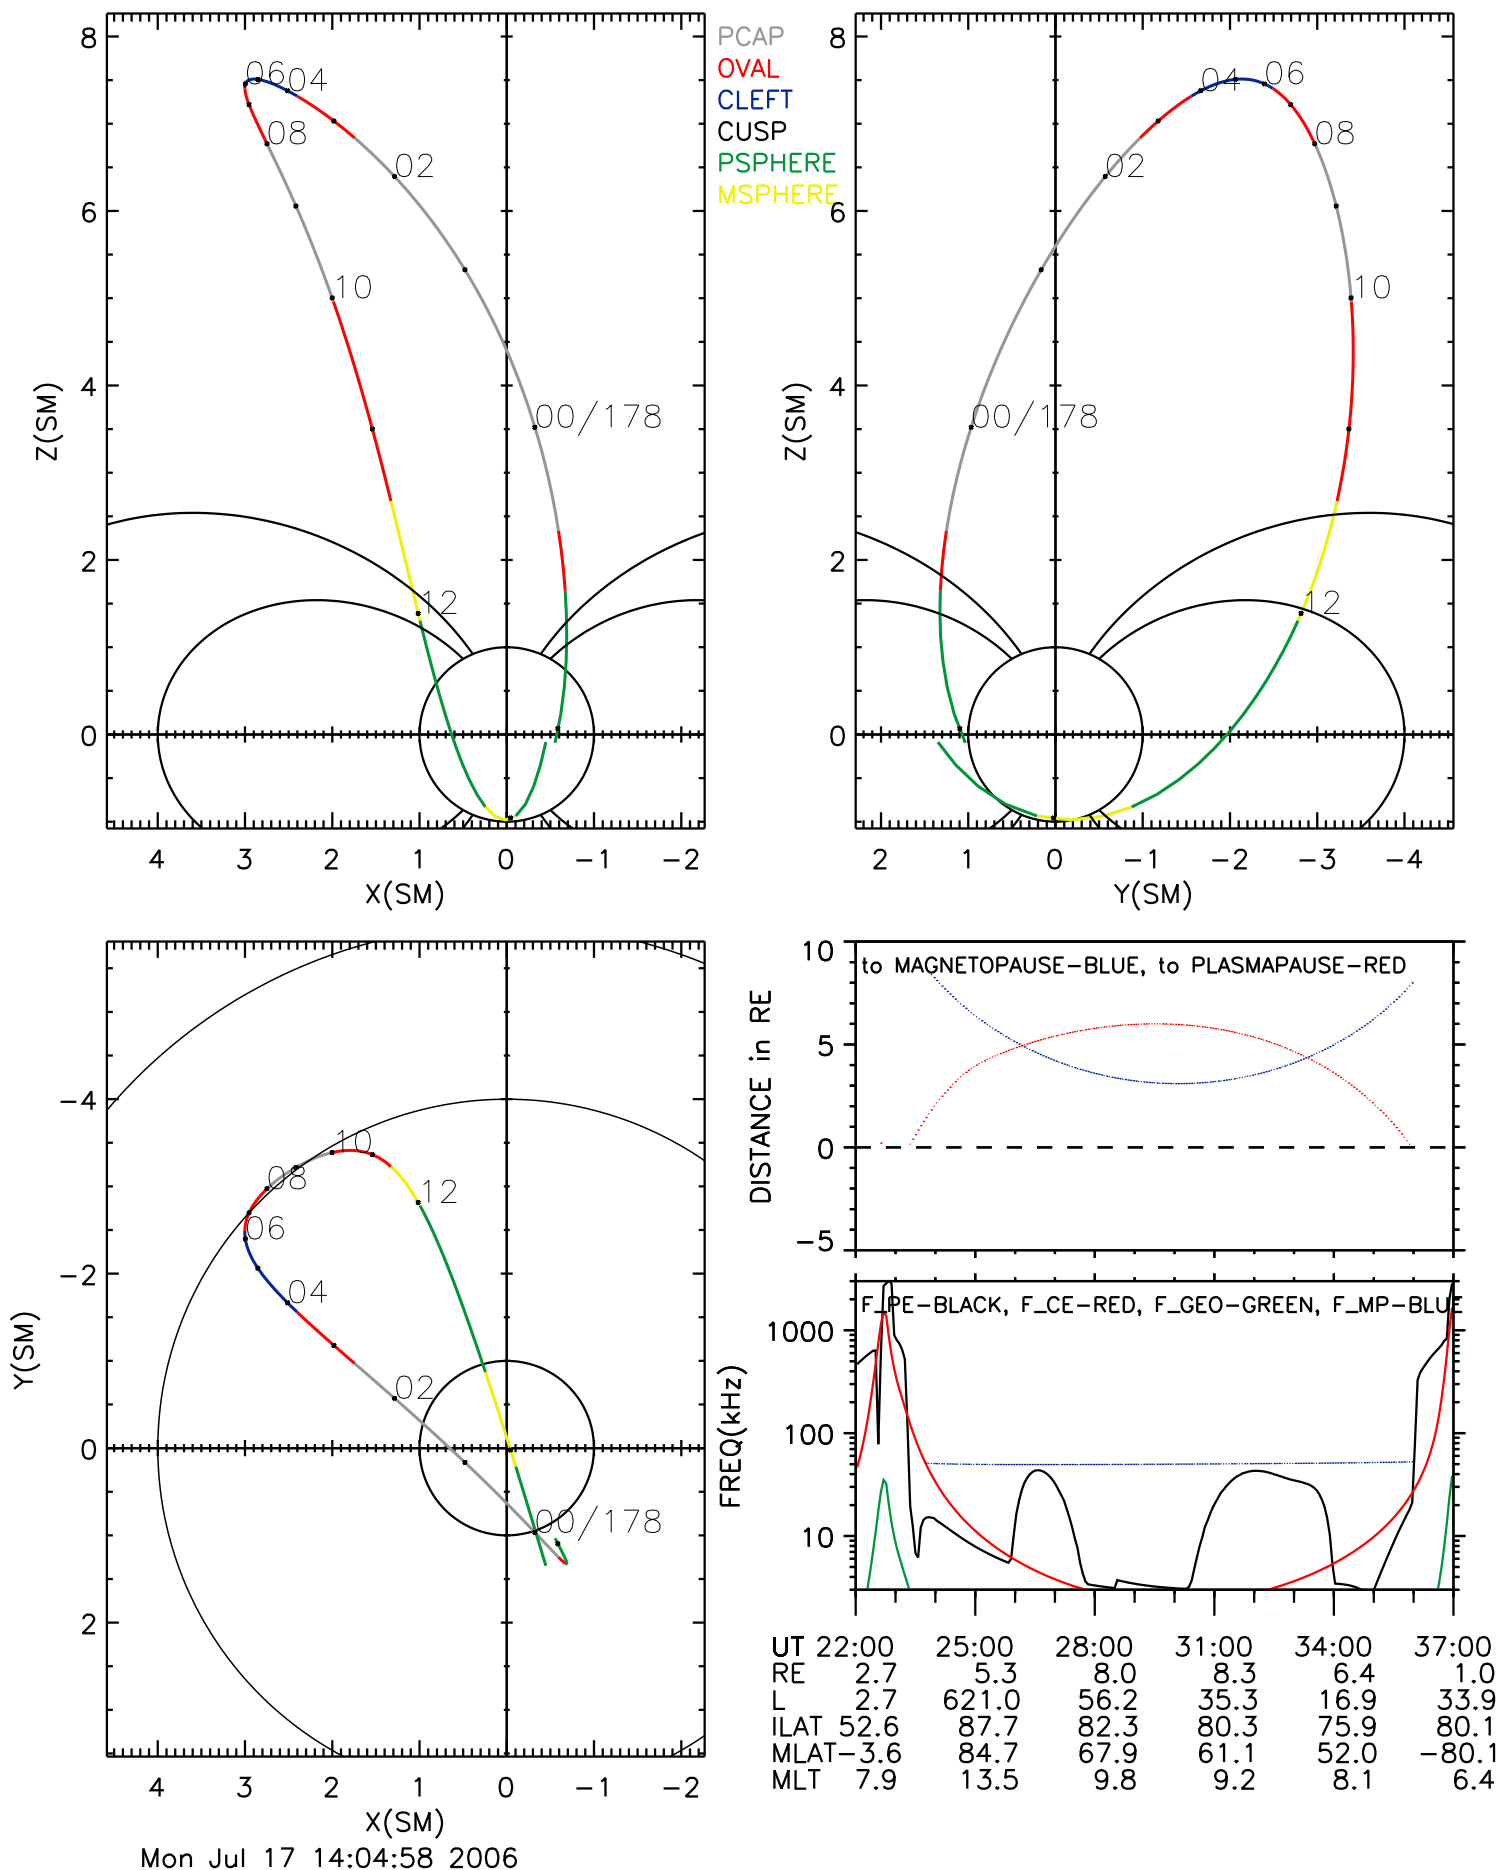 PCAP
OVAL
CLEFT
CUSP
PSPHERE
MSPHERE
8
6
4
2
0
Z(SM)
06
04
08
02
10
00/178
12
4 3 2 1 0 −1 −2
X(SM)
8
6
4
2
0
Z(SM)
04
06
08
02
10
00/178
12
2 1 0 −1 −2 −3 −4
Y(SM)
−4
−2
0
2
Y(SM)
10
08
12
06
04
02
00/178
4 3 2 1 0 −1 −2
X(SM)
10
5
0
−5
DISTANCE in RE
to MAGNETOPAUSE−BLUE, to PLASMAPAUSE−RED
1000
100
10
FREQ(kHz)
F_PE−BLACK, F_CE−RED, F_GEO−GREEN, F_MP−BLU
UT 22:00 25:00 28:00 31:00 34:00 37:00
RE 2.7 5.3 8.0 8.3 6.4 1.0
L 2.7 621.0 56.2 35.3 16.9 33.9
ILAT 52.6 87.7 82.3 80.3 75.9 80.1
MLAT−3.6 84.7 67.9 61.1 52.0 −80.1
MLT 7.9 13.5 9.8 9.2 8.1 6.4
Mon Jul 17 14:04:58 2006